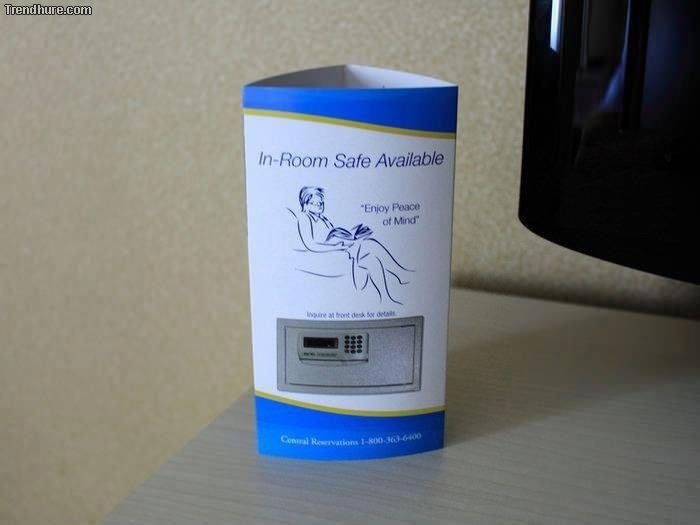 Trendhure.com
In-Room Safe Available
"Enjoy Peace
of Mind"
Inquire at front desk for details.
Central Reservations 1-800-363-6400